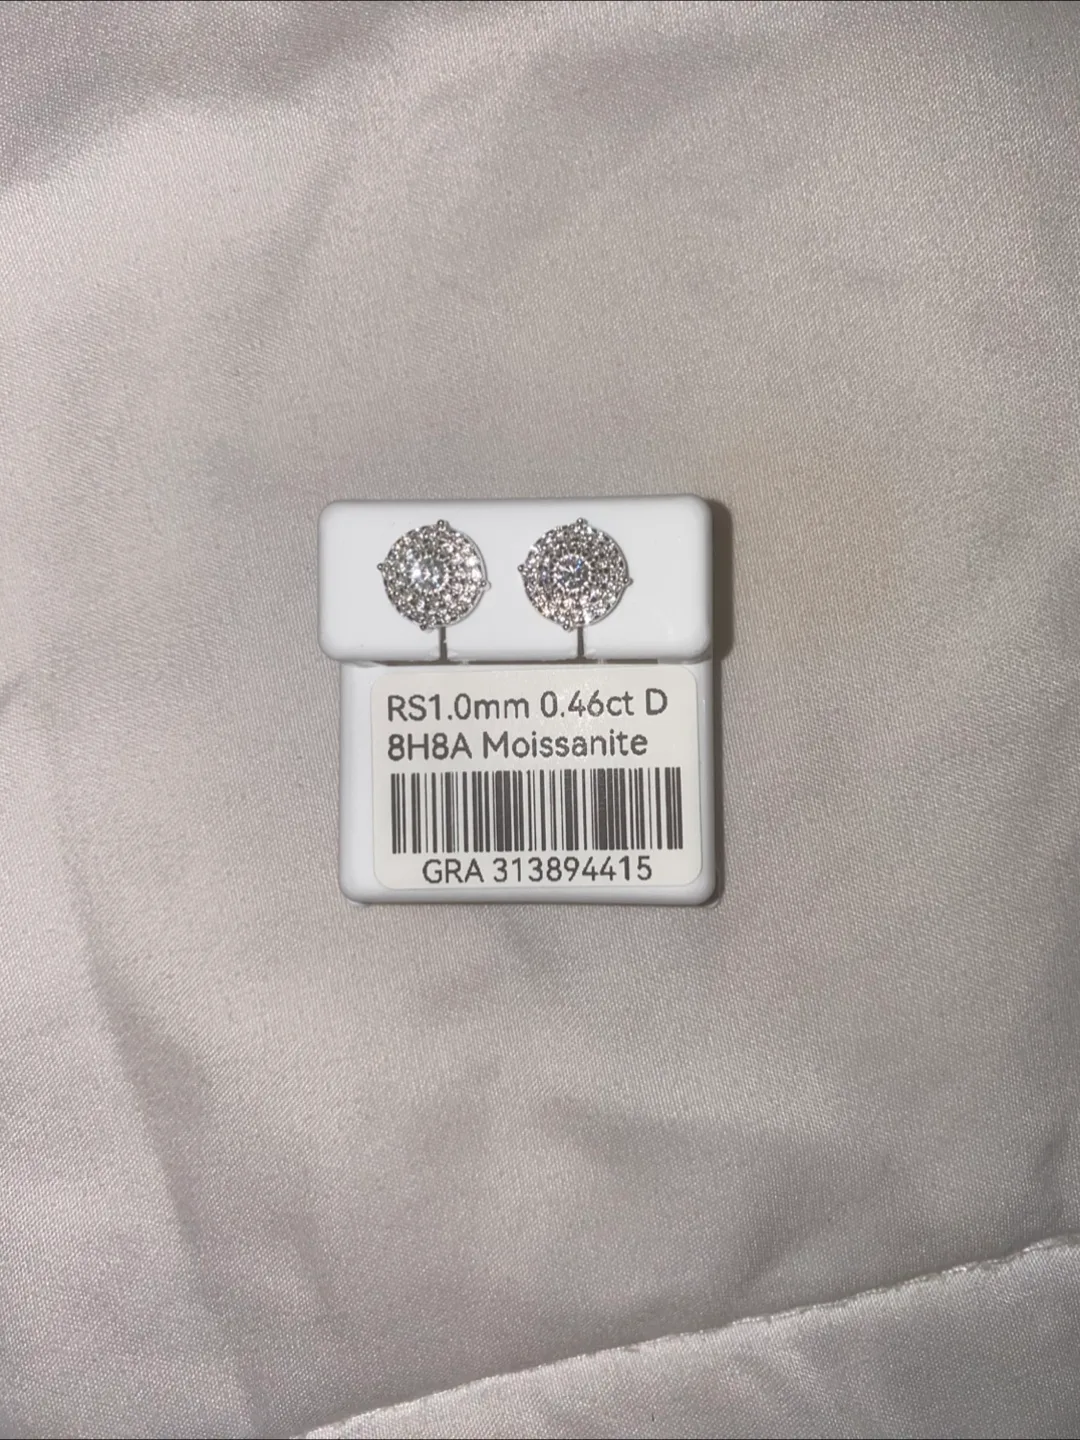 RS1.0mm 0.46ct D
8H8A Moissanite
GRA 313894415